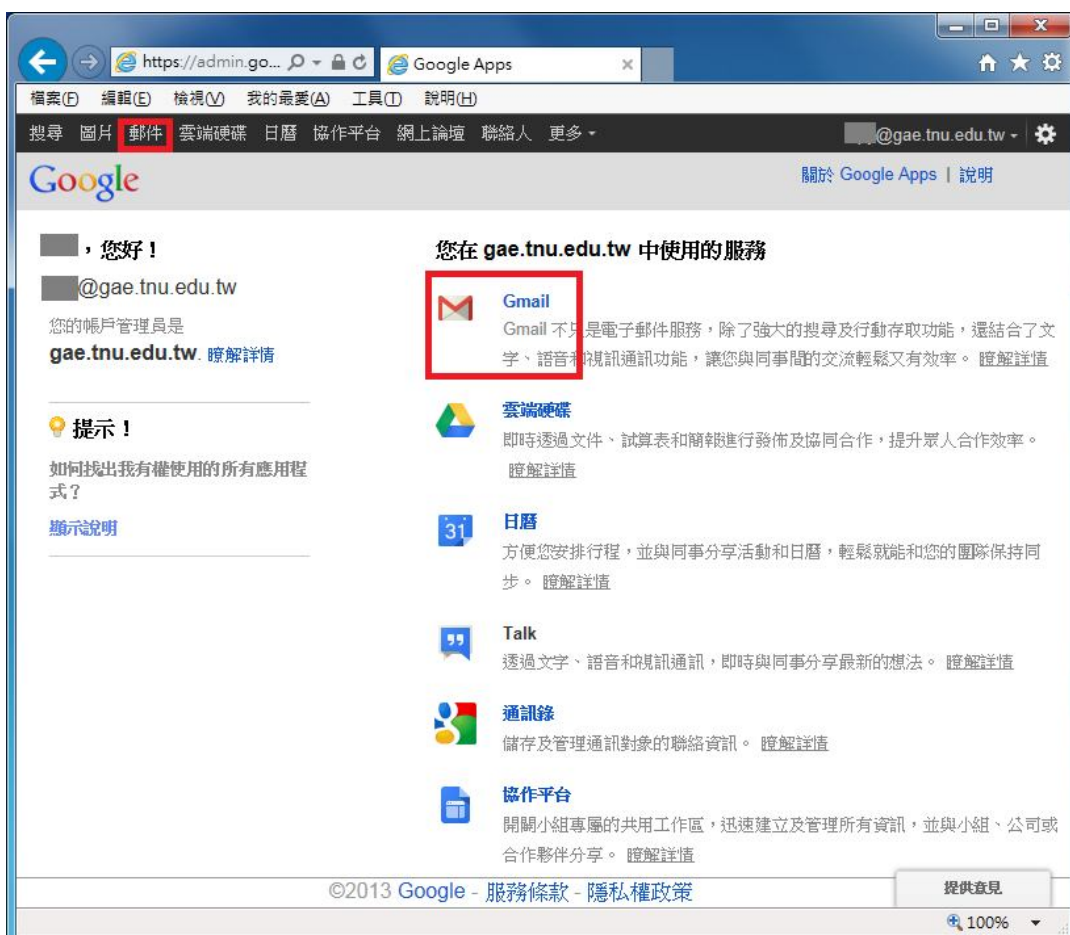 https://admin.go...
Google Apps
檔案(F) 編輯(E) 檢視(V) 我的最愛(A) 工具(T) 說明(H)
搜尋 圖片 郵件 雲端硬碟 日曆 協作平台 網上論壇 聯絡人 更多
@gae.tnu.edu.tw
Google
關於 Google Apps | 說明
，您好！
@gae.tnu.edu.tw
您的帳戶管理員是
gae.tnu.edu.tw. 瞭解詳情
提示！
如何找出我有權使用的所有應用程
式？
顯示說明
您在 gae.tnu.edu.tw 中使用的服務
Gmail
Gmail 不只是電子郵件服務，除了強大的搜尋及行動存取功能，還結合了文
字、語音和視訊通訊功能，讓您與同事間的交流輕鬆又有效率。 瞭解詳情
雲端硬碟
即時透過文件、試算表和簡報進行發佈及協同合作，提升眾人合作效率。
瞭解詳情
31
日曆
方便您安排行程，並與同事分享活動和日曆，輕鬆就能和您的團隊保持同
步。 瞭解詳情
Talk
透過文字、語音和視訊通訊，即時與同事分享最新的想法。 瞭解詳情
通訊錄
儲存及管理通訊對象的聯絡資訊。 瞭解詳情
協作平台
開闢小組專屬的共用工作區，迅速建立及管理所有資訊，並與小組、公司或
合作夥伴分享。 瞭解詳情
©2013 Google - 服務條款 - 隱私權政策
提供意見
100%